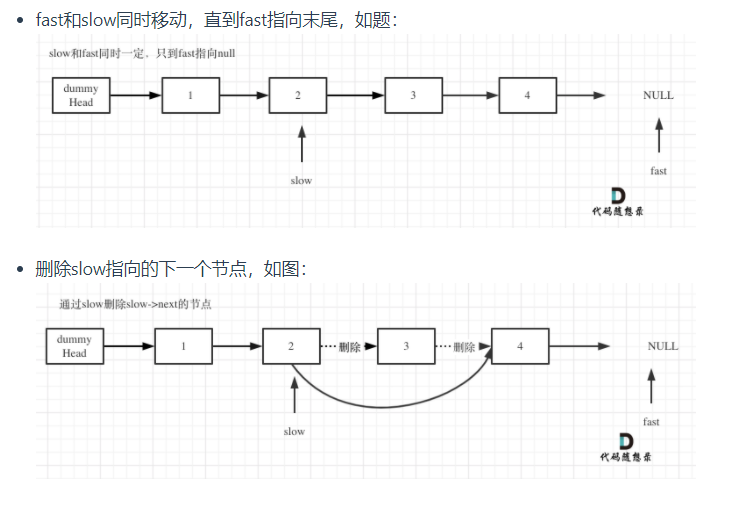 fast和slow同时移动，直到fast指向末尾，如题：
slow和fast同时一定，只到fast指向null
dummy
Head
1
2
3
4
NULL
slow
fast
代码随想录
删除slow指向的下一个节点，如图：
通过slow删除slow->next的节点
dummy
Head
1
2
删除
3
删除
4
NULL
slow
fast
代码随想录